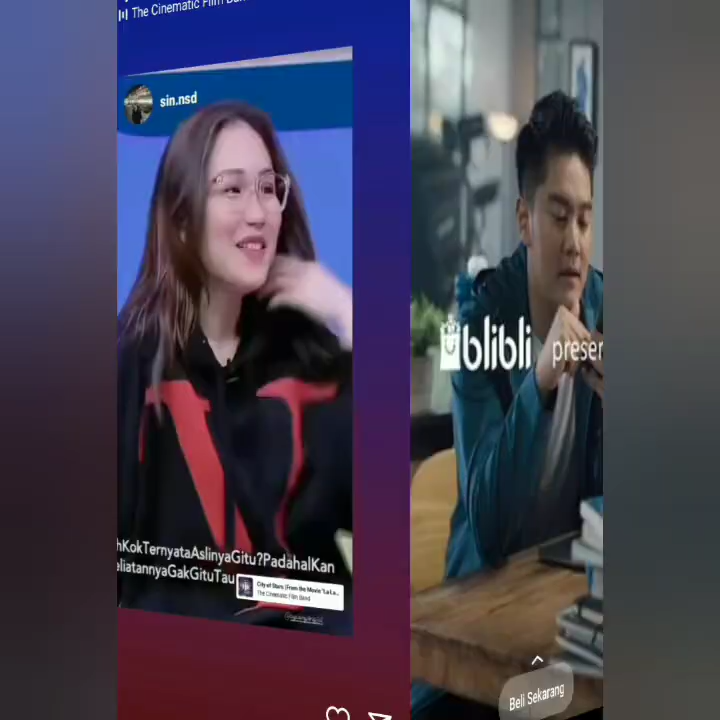 The Cinematic Film Ban
sin.nsd
hKokTernyataAslinyaGitu?PadahalKan
eliatannyaGakGituTau
City of Stars (From the Movie "La La...
The Cinematic Film Band
blibli preser
Beli Sekarang